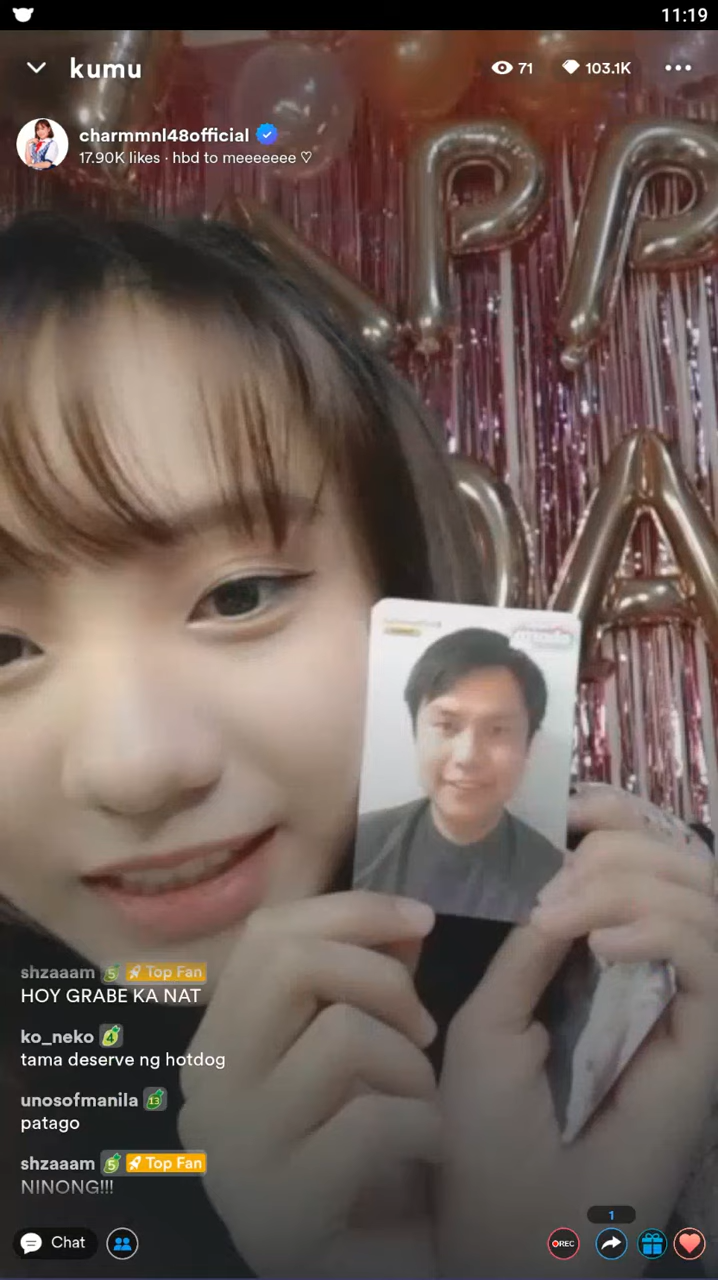 11:19
kumu
71
103.1K
charmmnl48official
17.90K likes · hbd to meeeeeee ♡
PP
DA
shzaaam 5 Top Fan
HOY GRABE KA NAT
ko_neko 4
tama deserve ng hotdog
unosofmanila 13
patago
shzaaam 5 Top Fan
NINONG!!!
1
Chat
REC